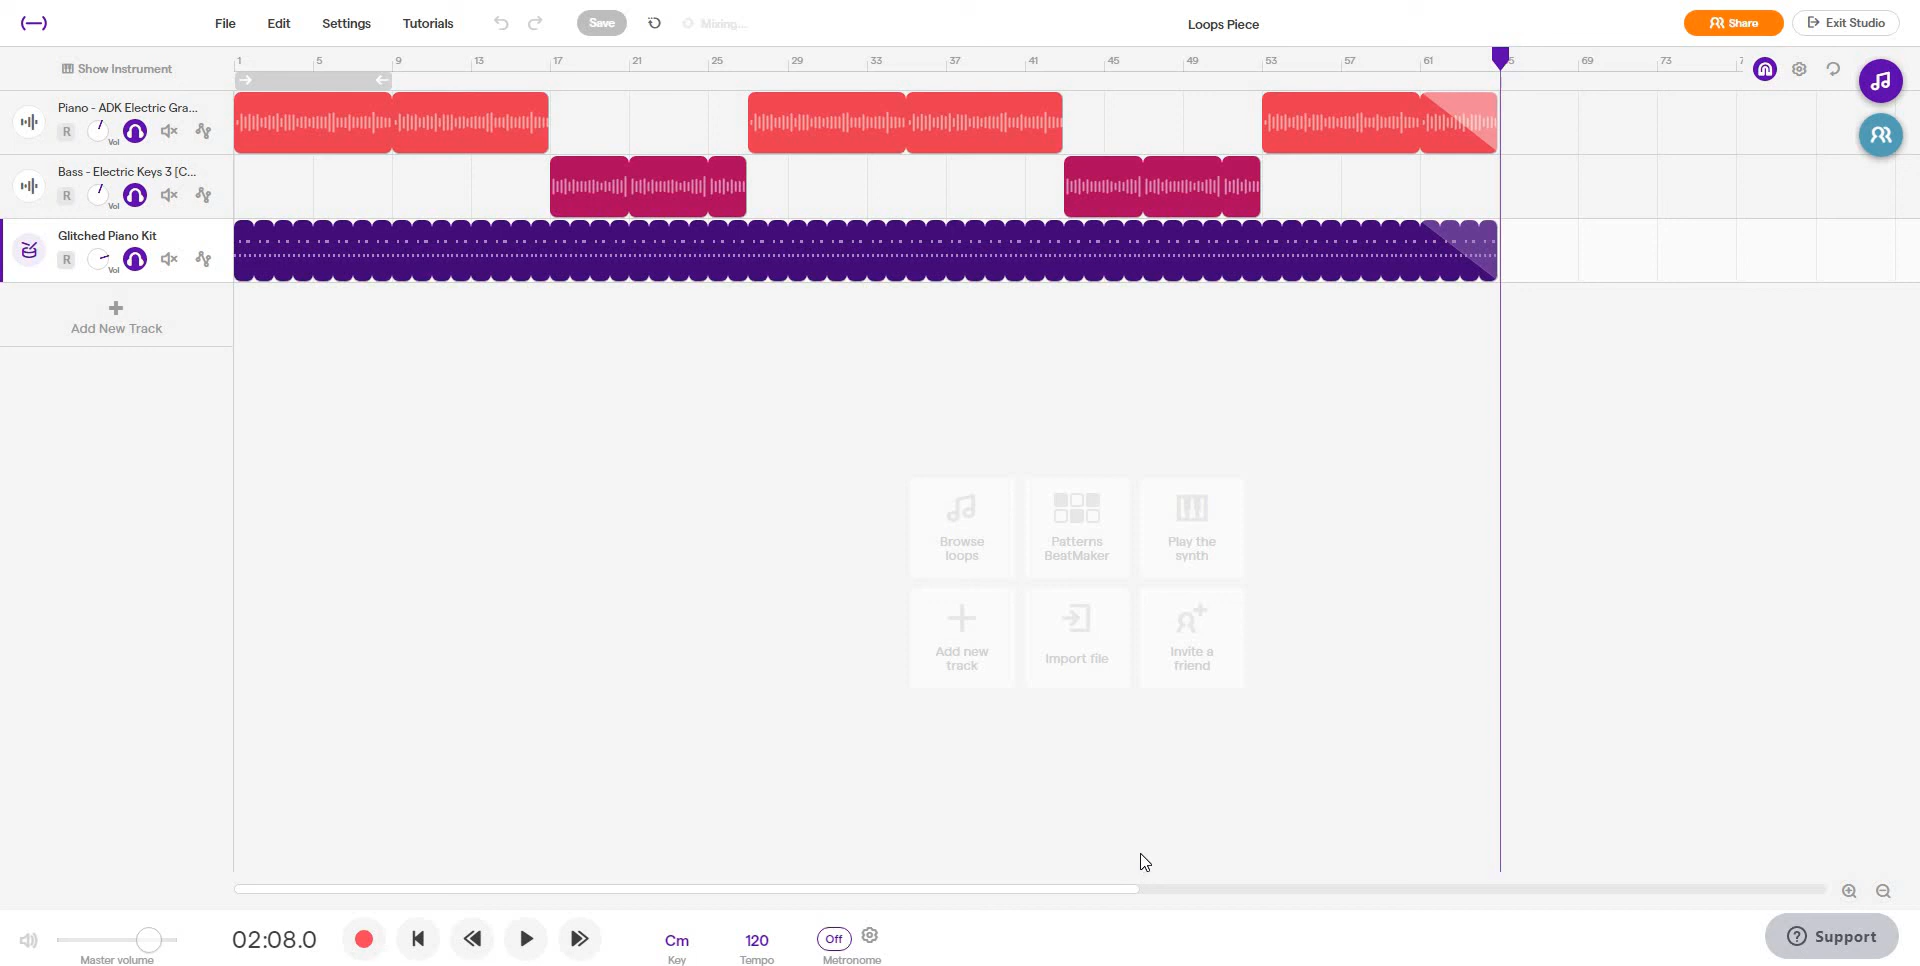 File Edit Settings Tutorials Save Mixing... Loops Piece Share Exit Studio
Show Instrument 1 5 9 13 17 21 25 29 33 37 41 45 49 53 57 61 69 73
Piano - ADK Electric Gra...
R Vol
Bass - Electric Keys 3 [C...
R Vol
Glitched Piano Kit
R Vol
Add New Track
Browse
loops
Patterns
BeatMaker
Play the
synth
Add new
track
Import file
Invite a
friend
02:08.0 Cm 120 Off Support
Master volume Key Tempo Metronome